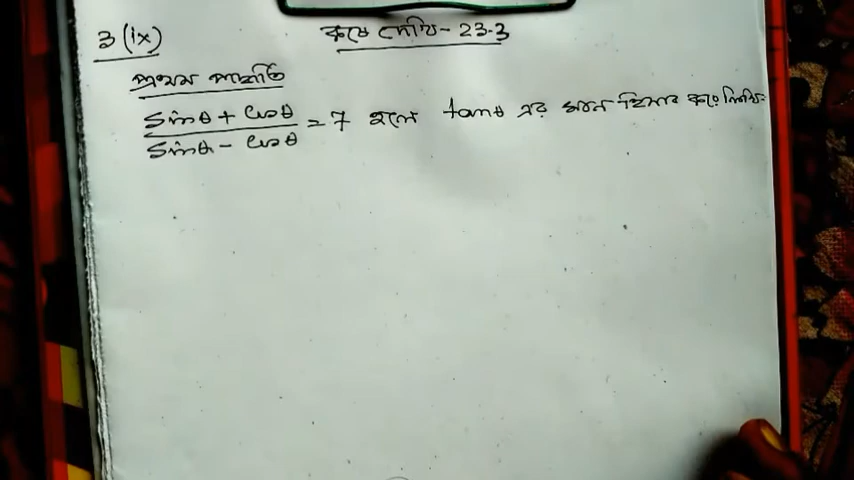 3 (ix)
কষে দেখি - 23.3
প্রথম পদ্ধতি
sinθ + cosθ / sinθ - cosθ = 7 হলে tanθ এর মান হিসাব করে লিখি।